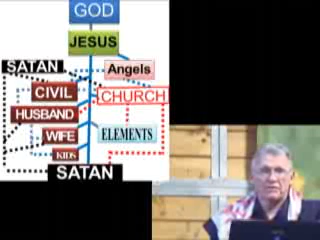 GOD
JESUS
SATAN
Angels
CIVIL
CHURCH
HUSBAND
WIFE
ELEMENTS
KIDS
SATAN